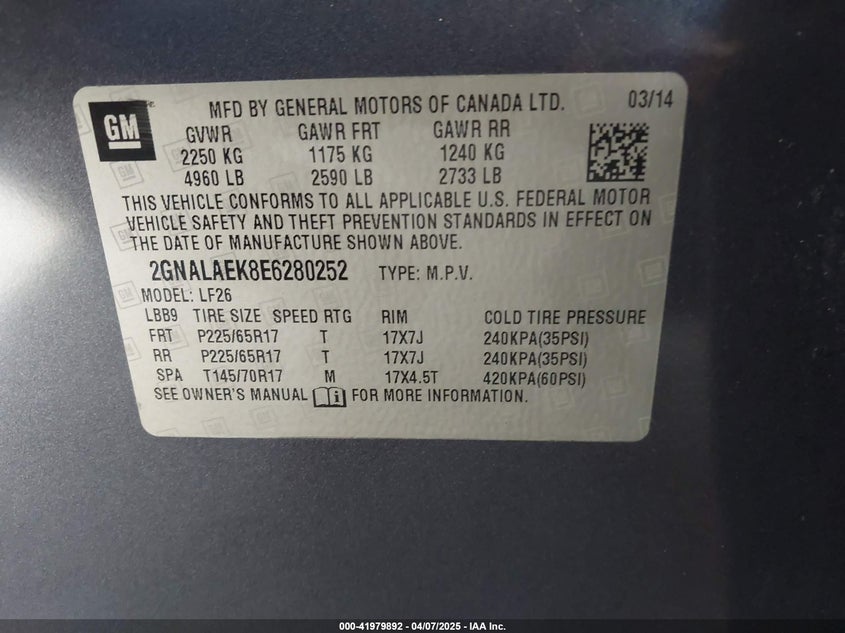 GM
MFD BY GENERAL MOTORS OF CANADA LTD. 03/14
GVWR GAWR FRT GAWR RR
2250 KG 1175 KG 1240 KG
4960 LB 2590 LB 2733 LB
THIS VEHICLE CONFORMS TO ALL APPLICABLE U.S. FEDERAL MOTOR
VEHICLE SAFETY AND THEFT PREVENTION STANDARDS IN EFFECT ON
THE DATE OF MANUFACTURE SHOWN ABOVE.
2GNALAEK8E6280252 TYPE: M.P.V.
MODEL: LF26
LBB9 TIRE SIZE SPEED RTG RIM COLD TIRE PRESSURE
FRT P225/65R17 T 17X7J 240KPA(35PSI)
RR P225/65R17 T 17X7J 240KPA(35PSI)
SPA T145/70R17 M 17X4.5T 420KPA(60PSI)
SEE OWNER'S MANUAL i FOR MORE INFORMATION.
000-41979892 — 04/07/2025 — IAA Inc.